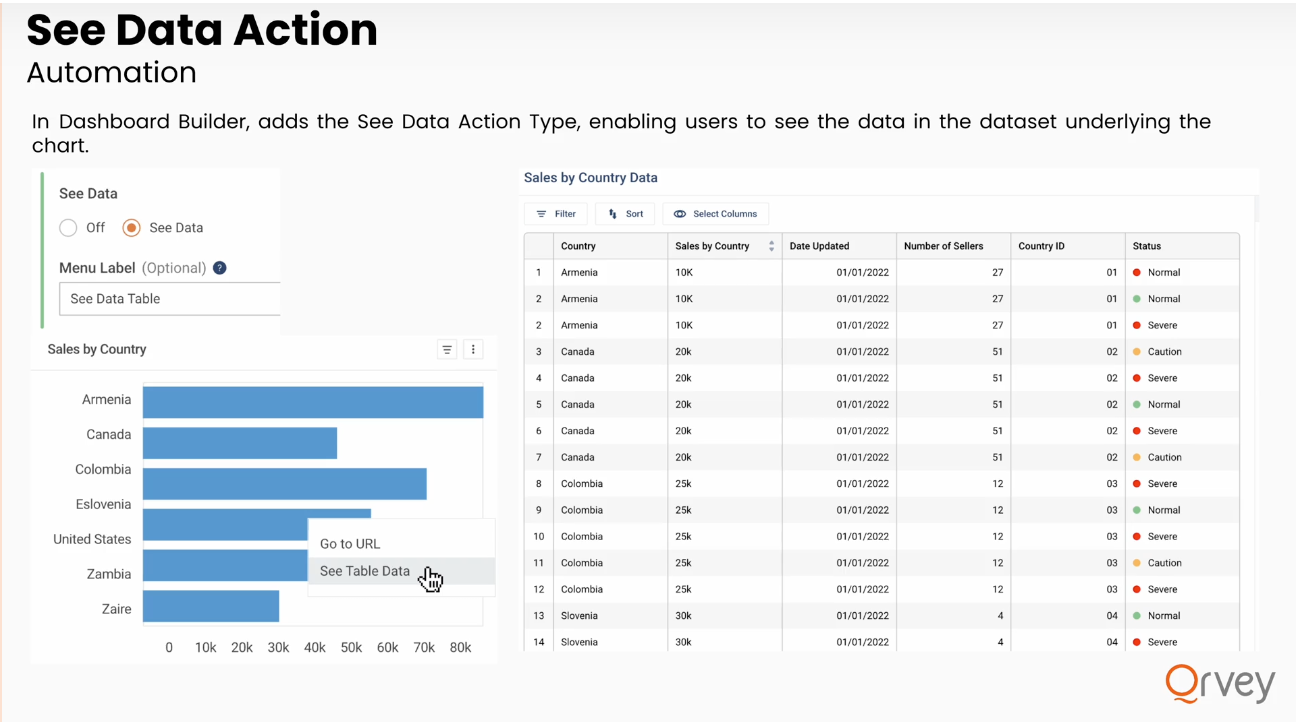 See Data Action
Automation
In Dashboard Builder, adds the See Data Action Type, enabling users to see the data in the dataset underlying the
chart.
See Data
Off See Data
Menu Label (Optional) ?
See Data Table
Sales by Country
Armenia
Canada
Colombia
Eslovenia
United States
Zambia
Zaire
Go to URL
See Table Data
0 10k 20k 30k 40k 50k 60k 70k 80k
Sales by Country Data
Filter Sort Select Columns
Country Sales by Country Date Updated Number of Sellers Country ID Status
1 Armenia 10K 01/01/2022 27 01 Normal
2 Armenia 10K 01/01/2022 27 01 Normal
2 Armenia 10K 01/01/2022 27 01 Severe
3 Canada 20k 01/01/2022 51 02 Caution
4 Canada 20k 01/01/2022 51 02 Severe
5 Canada 20k 01/01/2022 51 02 Normal
6 Canada 20k 01/01/2022 51 02 Severe
7 Canada 20k 01/01/2022 51 02 Caution
8 Colombia 25k 01/01/2022 12 03 Severe
9 Colombia 25k 01/01/2022 12 03 Normal
10 Colombia 25k 01/01/2022 12 03 Severe
11 Colombia 25k 01/01/2022 12 03 Caution
12 Colombia 25k 01/01/2022 12 03 Severe
13 Slovenia 30k 01/01/2022 4 04 Normal
14 Slovenia 30k 01/01/2022 4 04 Severe
Qrvey